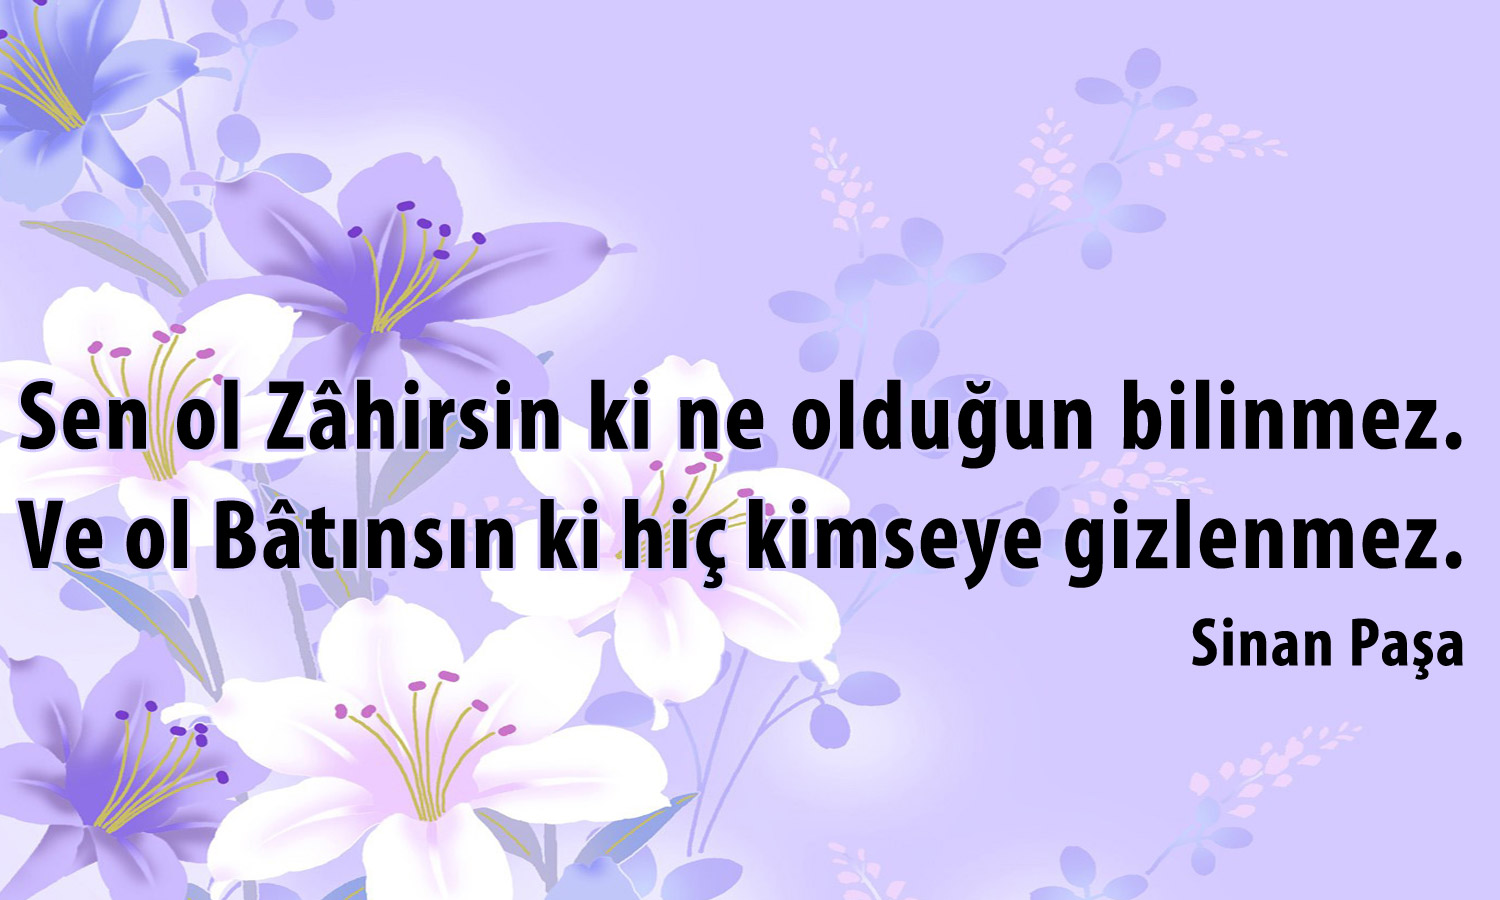 Sen ol Zâhirsin ki ne olduğun bilinmez.
Ve ol Bâtınsın ki hiç kimseye gizlenmez.
Sinan Paşa